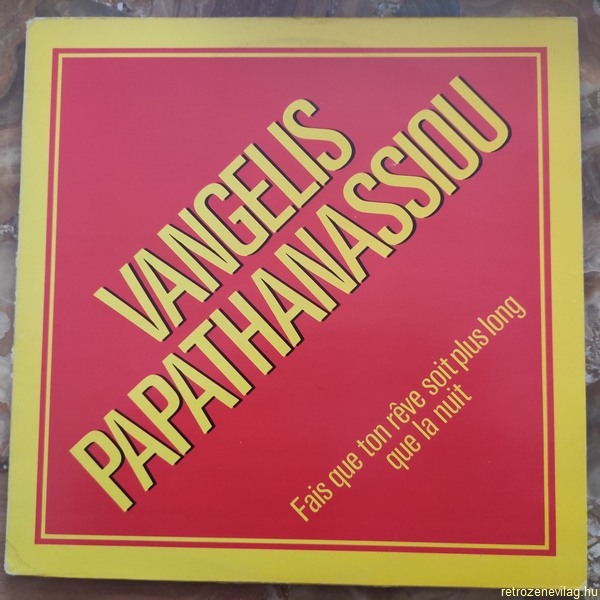 VANGELIS
PAPATHANASSIOU
Fais que ton rêve soit plus long
que la nuit
retrozenevilag.hu